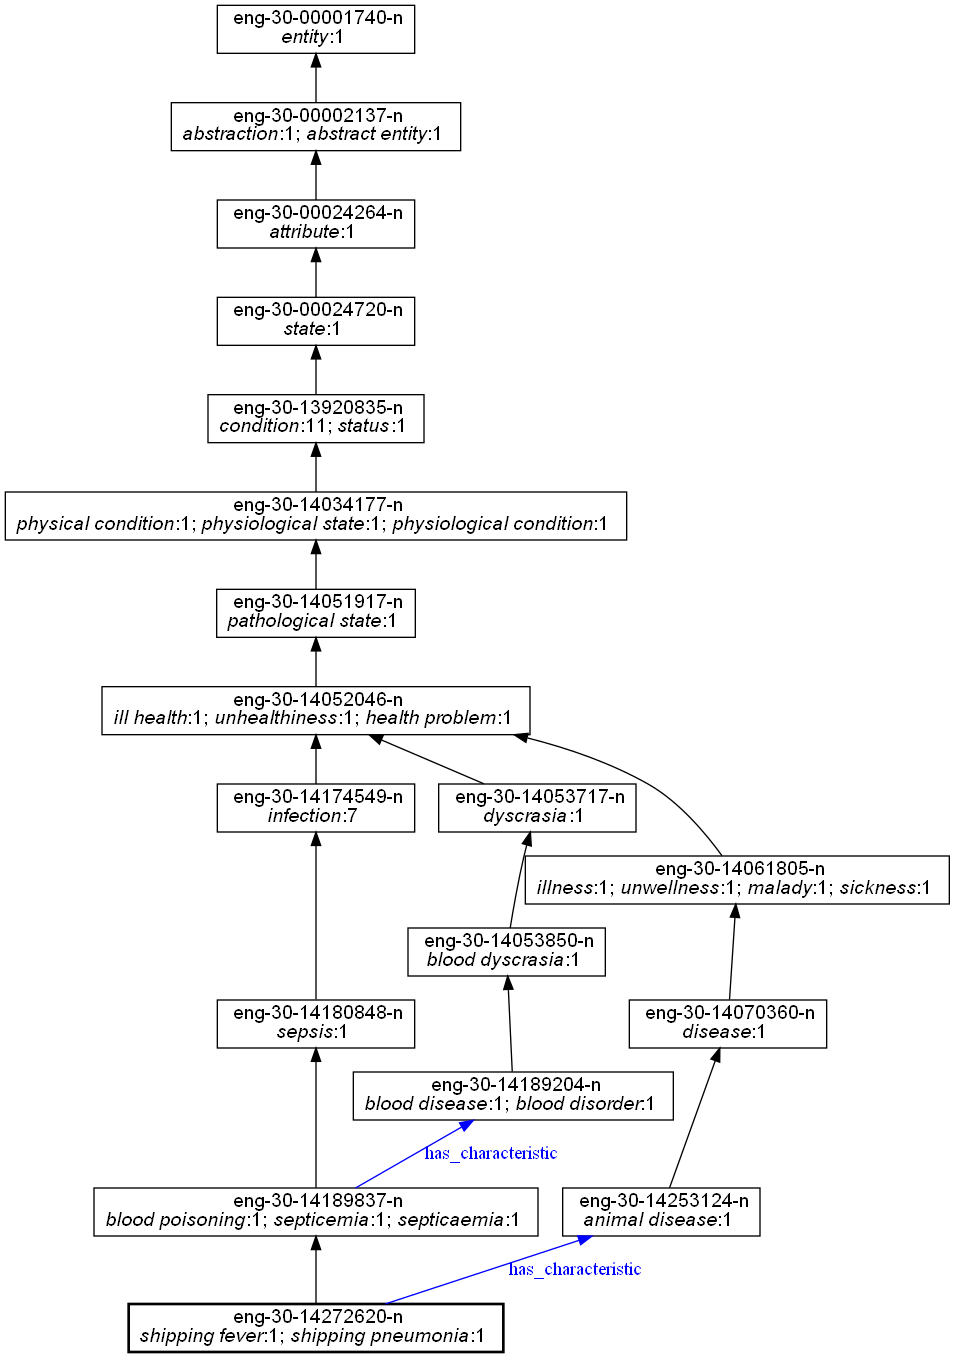 eng-30-00001740-n
entity:1
eng-30-00002137-n
abstraction:1; abstract entity:1
eng-30-00024264-n
attribute:1
eng-30-00024720-n
state:1
eng-30-13920835-n
condition:11; status:1
eng-30-14034177-n
physical condition:1; physiological state:1; physiological condition:1
eng-30-14051917-n
pathological state:1
eng-30-14052046-n
ill health:1; unhealthiness:1; health problem:1
eng-30-14174549-n
infection:7
eng-30-14053717-n
dyscrasia:1
eng-30-14061805-n
illness:1; unwellness:1; malady:1; sickness:1
eng-30-14053850-n
blood dyscrasia:1
eng-30-14180848-n
sepsis:1
eng-30-14070360-n
disease:1
eng-30-14189204-n
blood disease:1; blood disorder:1
has_characteristic
eng-30-14189837-n
blood poisoning:1; septicemia:1; septicaemia:1
eng-30-14253124-n
animal disease:1
has_characteristic
eng-30-14272620-n
shipping fever:1; shipping pneumonia:1